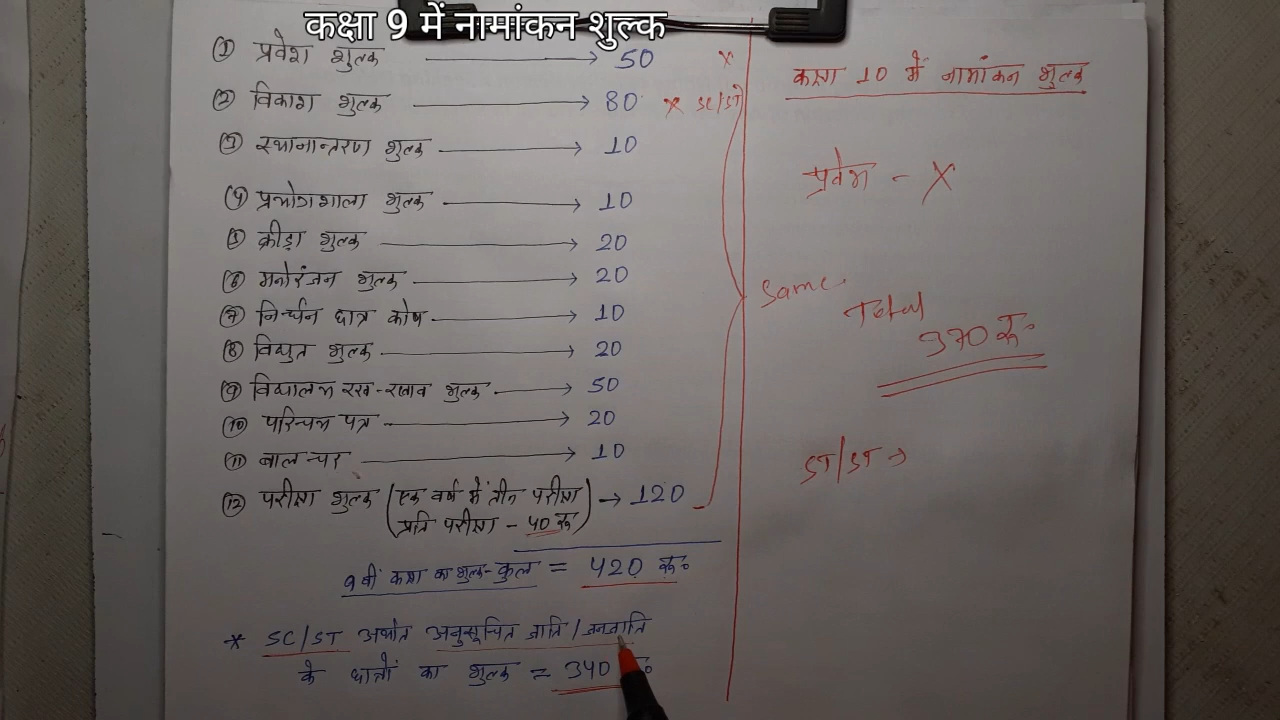 कक्षा 9 में नामांकन शुल्क
① प्रवेश शुल्क → 50 ×
② विकाश शुल्क → 80 × SC/ST
③ स्थानान्तरण शुल्क → 10
④ प्रयोगशाला शुल्क → 10
⑤ क्रीड़ा शुल्क → 20
⑥ मनोरंजन शुल्क → 20
⑦ निर्धन छात्र कोष → 10
⑧ विद्युत शुल्क → 20
⑨ विद्यालय रख-रखाव शुल्क → 50
⑩ परिचय पत्र → 20
⑪ बाल चर → 10
⑫ परीक्षा शुल्क (एक वर्ष में तीन परीक्षा → 120
प्रति परीक्षा - 40 रू)
9 वीं कक्षा का शुल्क-कुल = 420 रू॰
* SC/ST अर्थात अनुसूचित जाति/जनजाति
के छात्रों का शुल्क = 340 रू॰
कक्षा 10 में नामांकन शुल्क
प्रवेश - X
Same
Total
370 रू॰
ST/ST →